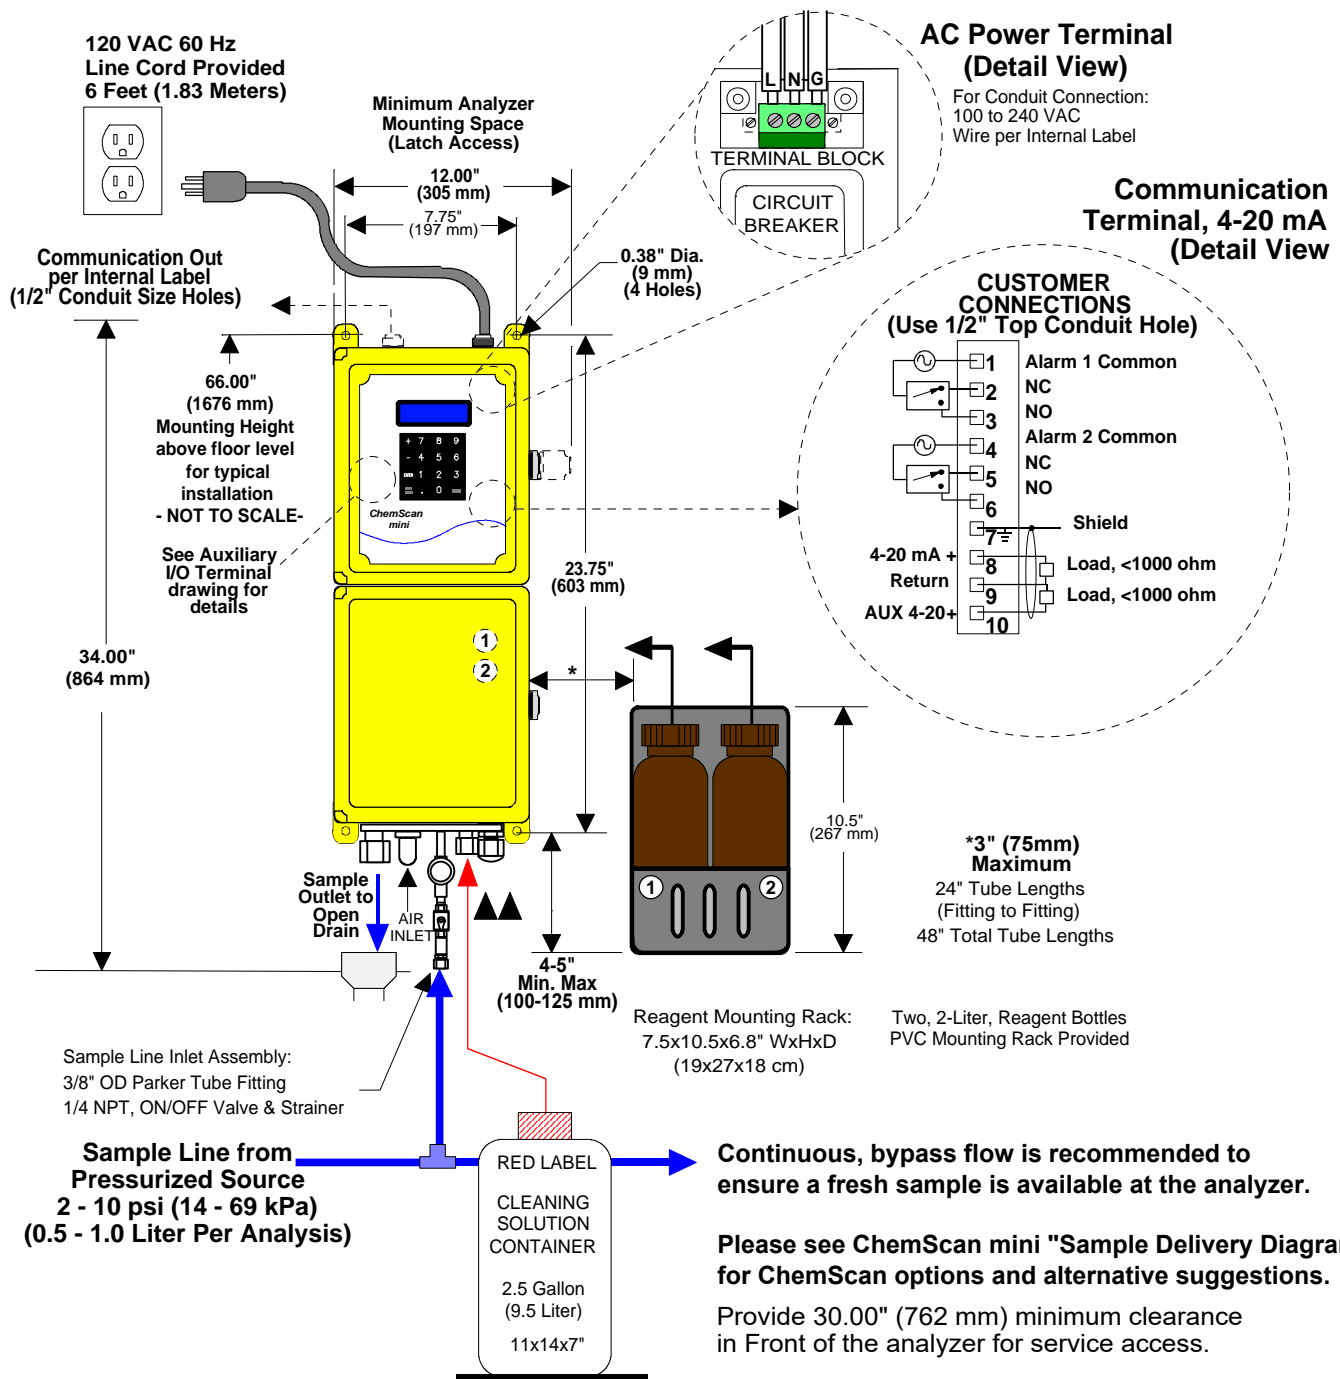 120 VAC 60 Hz
Line Cord Provided
6 Feet (1.83 Meters)
Minimum Analyzer
Mounting Space
(Latch Access)
12.00"
(305 mm)
7.75"
(197 mm)
L N G
TERMINAL BLOCK
CIRCUIT
BREAKER
AC Power Terminal
(Detail View)
For Conduit Connection:
100 to 240 VAC
Wire per Internal Label
Communication
Terminal, 4-20 mA
(Detail View
Communication Out
per Internal Label
(1/2" Conduit Size Holes)
0.38" Dia.
(9 mm)
(4 Holes)
CUSTOMER
CONNECTIONS
(Use 1/2" Top Conduit Hole)
1 Alarm 1 Common
2 NC
3 NO
4 Alarm 2 Common
5 NC
6 NO
7 Shield
4-20 mA + 8 Load, <1000 ohm
Return 9 Load, <1000 ohm
AUX 4-20+ 10
66.00"
(1676 mm)
Mounting Height
above floor level
for typical
installation
- NOT TO SCALE-
+ 7 8 9
- 4 5 6
1 2 3
. 0
ChemScan
mini
See Auxiliary
I/O Terminal
drawing for
details
23.75"
(603 mm)
34.00"
(864 mm)
1
2
*
10.5"
(267 mm)
1 2
*3" (75mm)
Maximum
24" Tube Lengths
(Fitting to Fitting)
48" Total Tube Lengths
Sample
Outlet to
Open
Drain
AIR
INLET
4-5"
Min. Max
(100-125 mm)
Reagent Mounting Rack:
7.5x10.5x6.8" WxHxD
(19x27x18 cm)
Two, 2-Liter, Reagent Bottles
PVC Mounting Rack Provided
Sample Line Inlet Assembly:
3/8" OD Parker Tube Fitting
1/4 NPT, ON/OFF Valve & Strainer
Sample Line from
Pressurized Source
2 - 10 psi (14 - 69 kPa)
(0.5 - 1.0 Liter Per Analysis)
RED LABEL
CLEANING
SOLUTION
CONTAINER
2.5 Gallon
(9.5 Liter)
11x14x7"
Continuous, bypass flow is recommended to
ensure a fresh sample is available at the analyzer.
Please see ChemScan mini "Sample Delivery Diagra
for ChemScan options and alternative suggestions.
Provide 30.00" (762 mm) minimum clearance
in Front of the analyzer for service access.